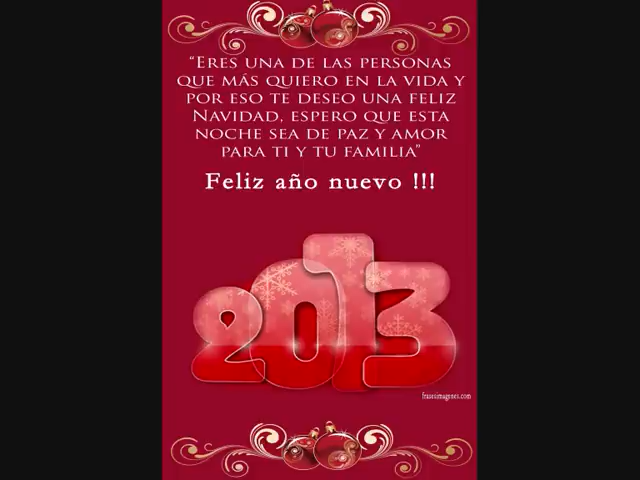 “ERES UNA DE LAS PERSONAS
QUE MÁS QUIERO EN LA VIDA Y
POR ESO TE DESEO UNA FELIZ
NAVIDAD, ESPERO QUE ESTA
NOCHE SEA DE PAZ Y AMOR
PARA TI Y TU FAMILIA”
Feliz año nuevo !!!
2013
frasesimagenes.com